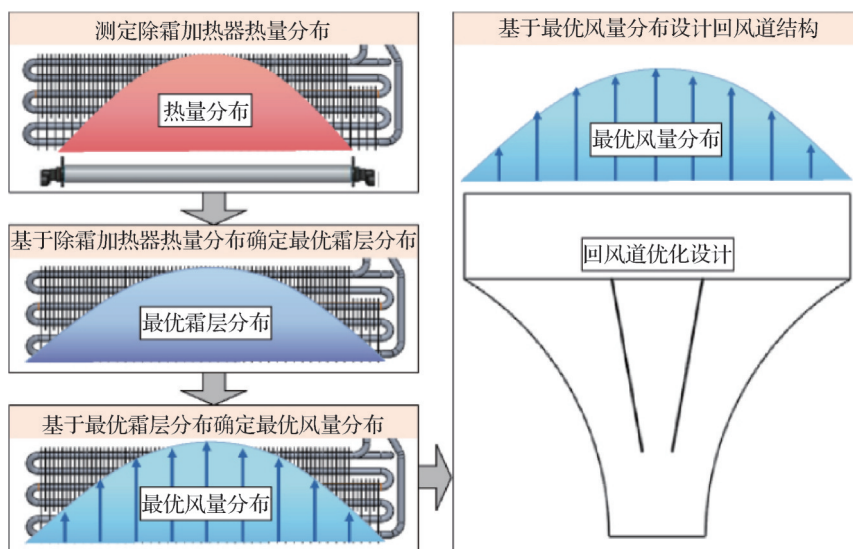 测定除霜加热器热量分布
热量分布
基于除霜加热器热量分布确定最优霜层分布
最优霜层分布
基于最优霜层分布确定最优风量分布
最优风量分布
基于最优风量分布设计回风道结构
最优风量分布
回风道优化设计